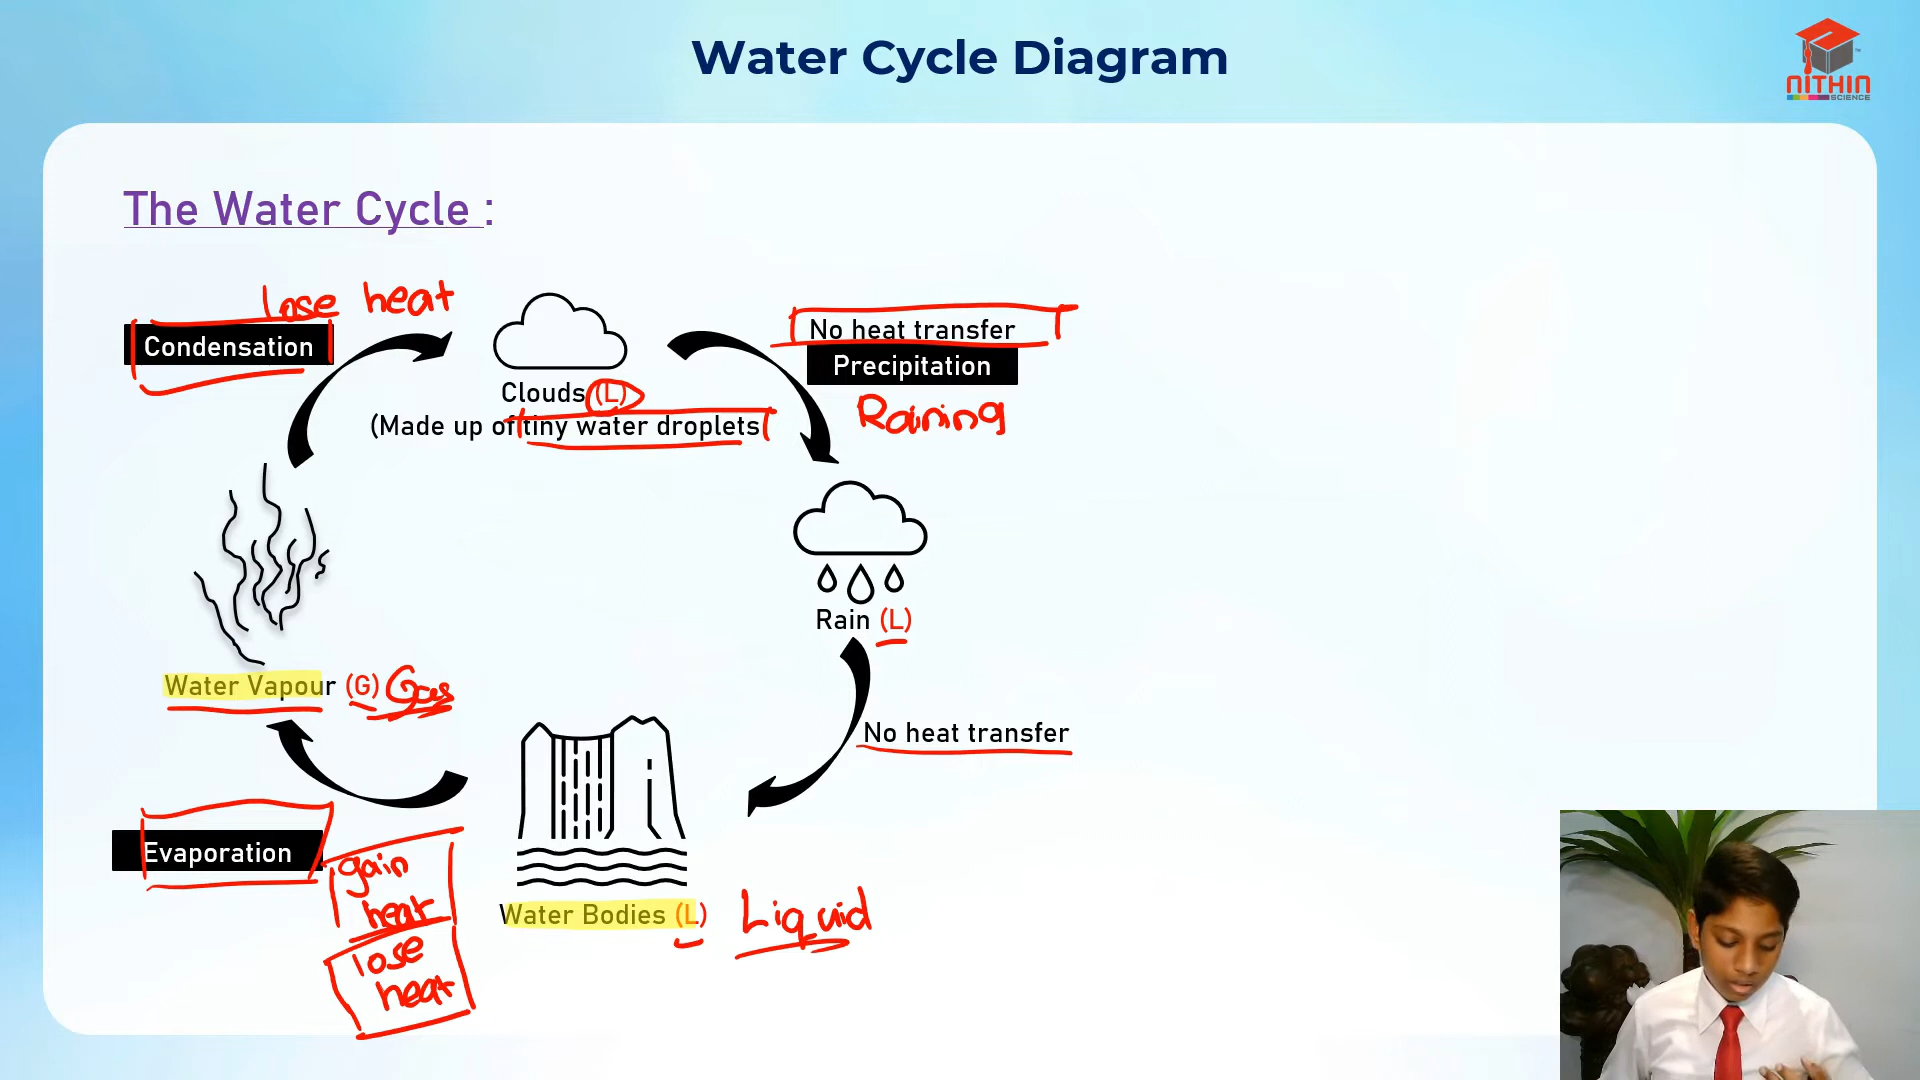 Water Cycle Diagram
NITHIN
SCIENCE
The Water Cycle :
lose heat
Condensation
No heat transfer
Precipitation
Raining
Clouds (L)
(Made up of tiny water droplets
Rain (L)
Water Vapour (G) Gas
No heat transfer
Evaporation
gain
heat
lose
heat
Water Bodies (L) Liquid